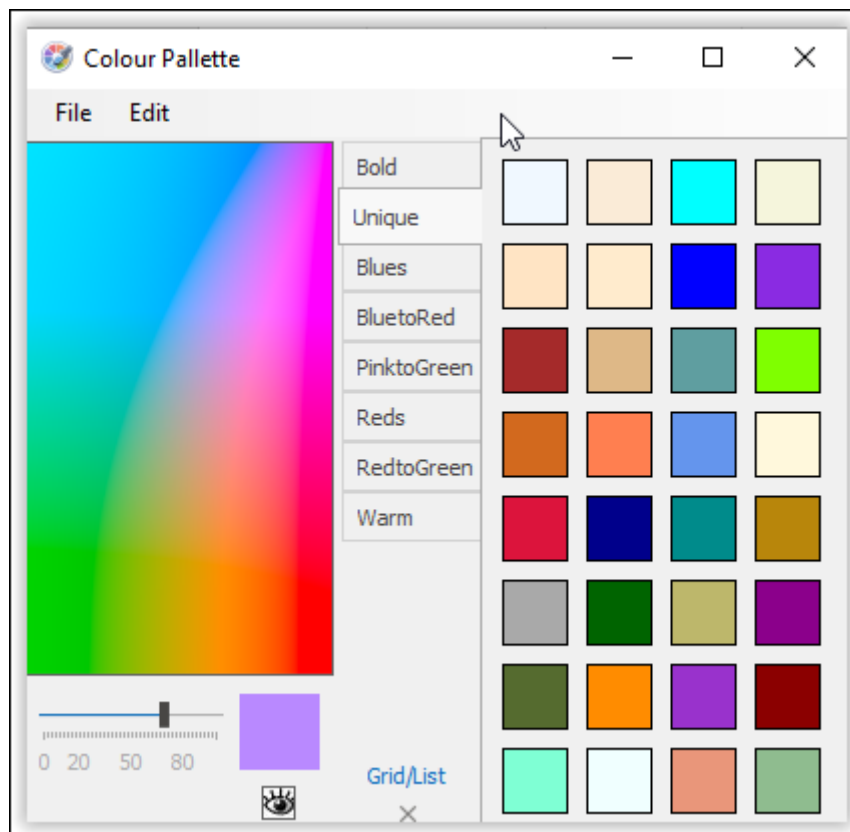 Colour Pallette
File Edit
Bold
Unique
Blues
BluetoRed
PinktoGreen
Reds
RedtoGreen
Warm
0 20 50 80
Grid/List